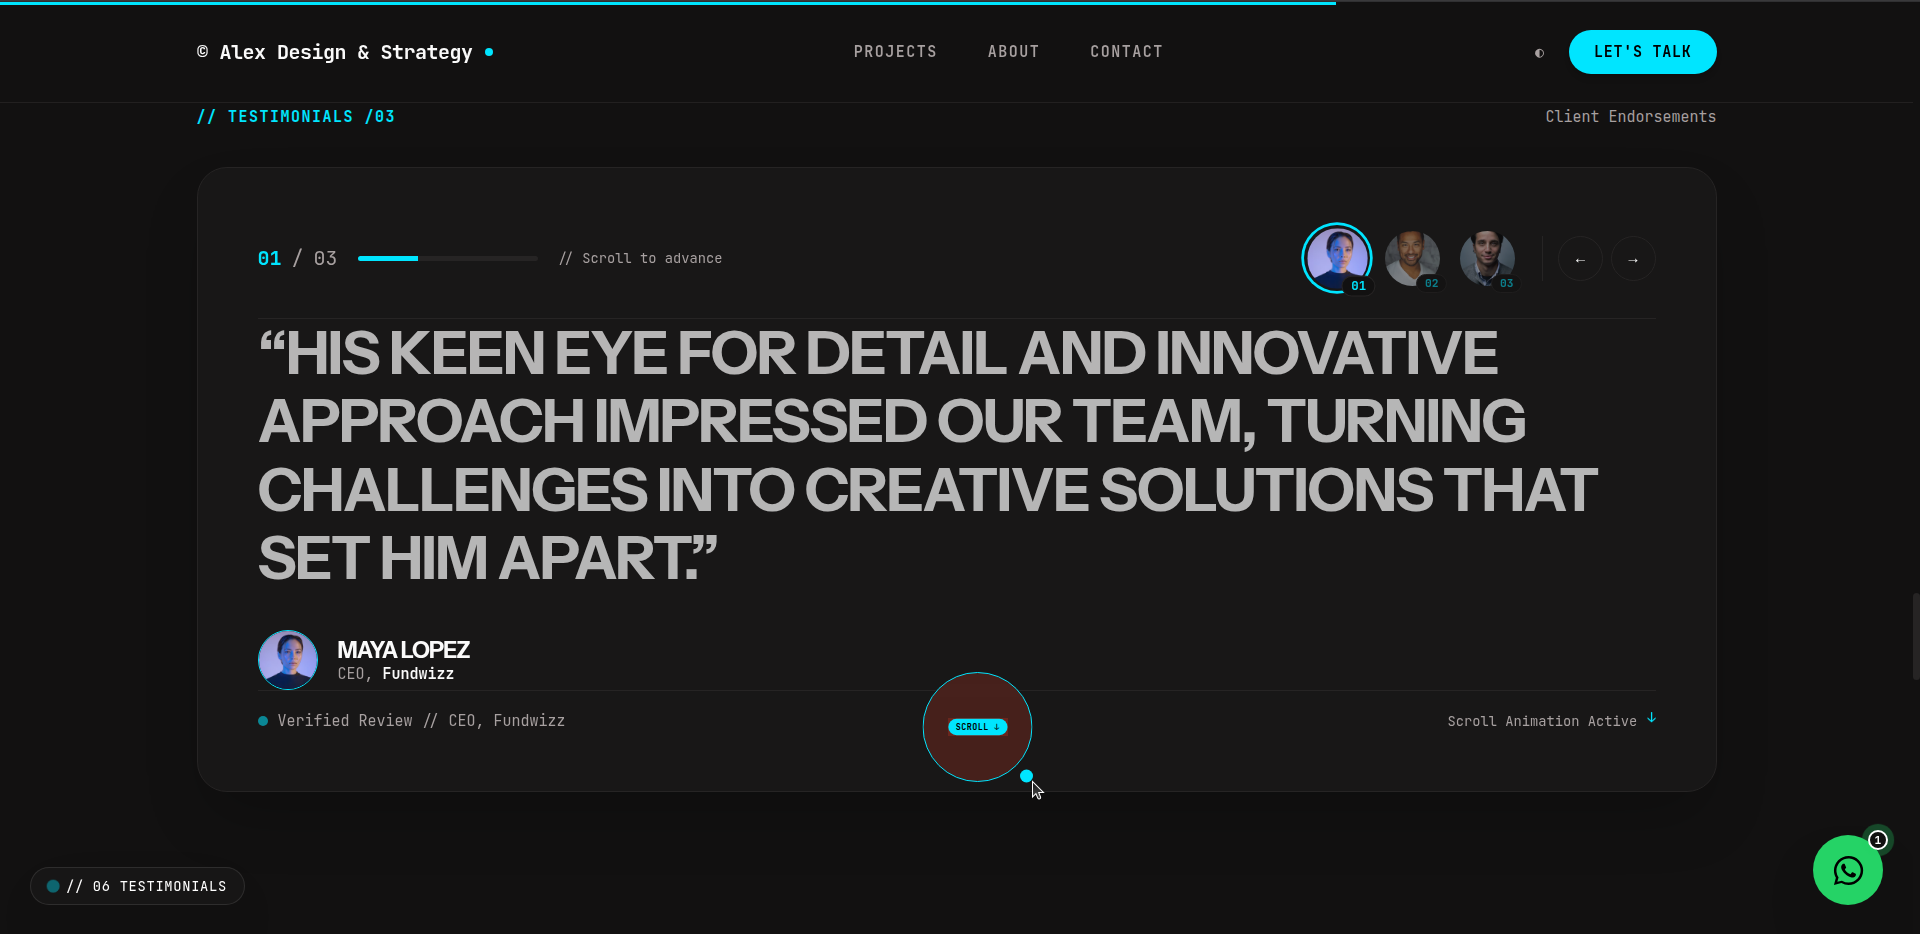 © Alex Design & Strategy
PROJECTS ABOUT CONTACT
LET'S TALK
// TESTIMONIALS /03
Client Endorsements
01 / 03
// Scroll to advance
01
02
03
← →
“HIS KEEN EYE FOR DETAIL AND INNOVATIVE
APPROACH IMPRESSED OUR TEAM, TURNING
CHALLENGES INTO CREATIVE SOLUTIONS THAT
SET HIM APART.”
MAYA LOPEZ
CEO, Fundwizz
SCROLL ↓
Verified Review // CEO, Fundwizz
Scroll Animation Active ↓
// 06 TESTIMONIALS
1